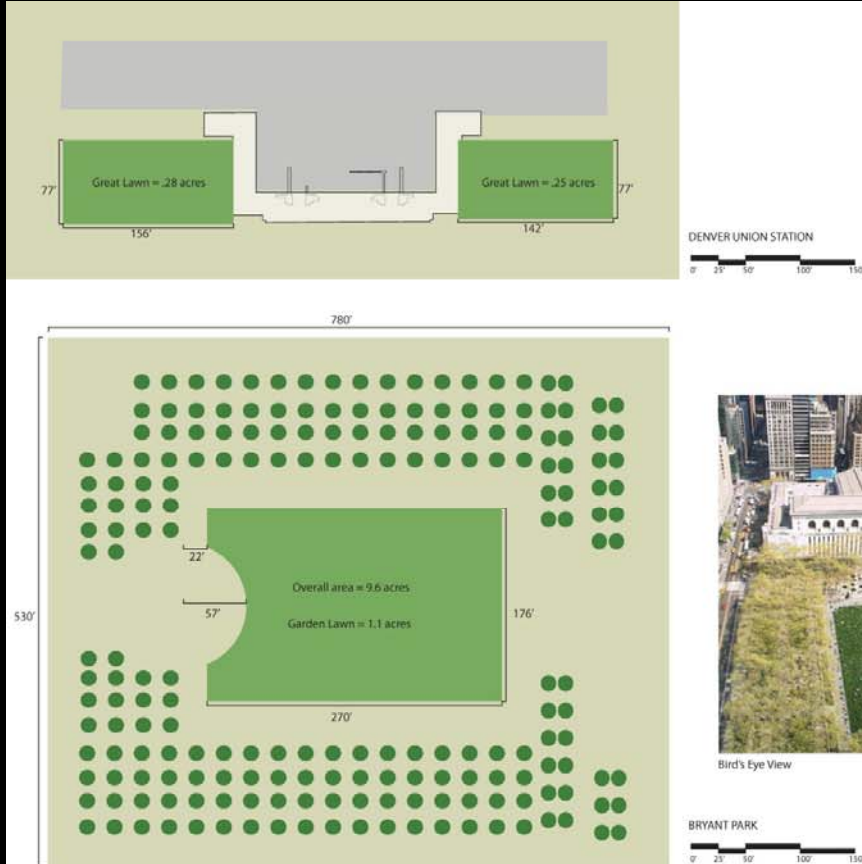 Great Lawn = .28 acres
Great Lawn = .25 acres
77'
77'
156'
142'
DENVER UNION STATION
0' 25' 50' 100' 150
780'
22'
Overall area = 9.6 acres
530'
57'
176'
Garden Lawn = 1.1 acres
270'
Bird's Eye View
BRYANT PARK
0' 25' 50' 100' 150